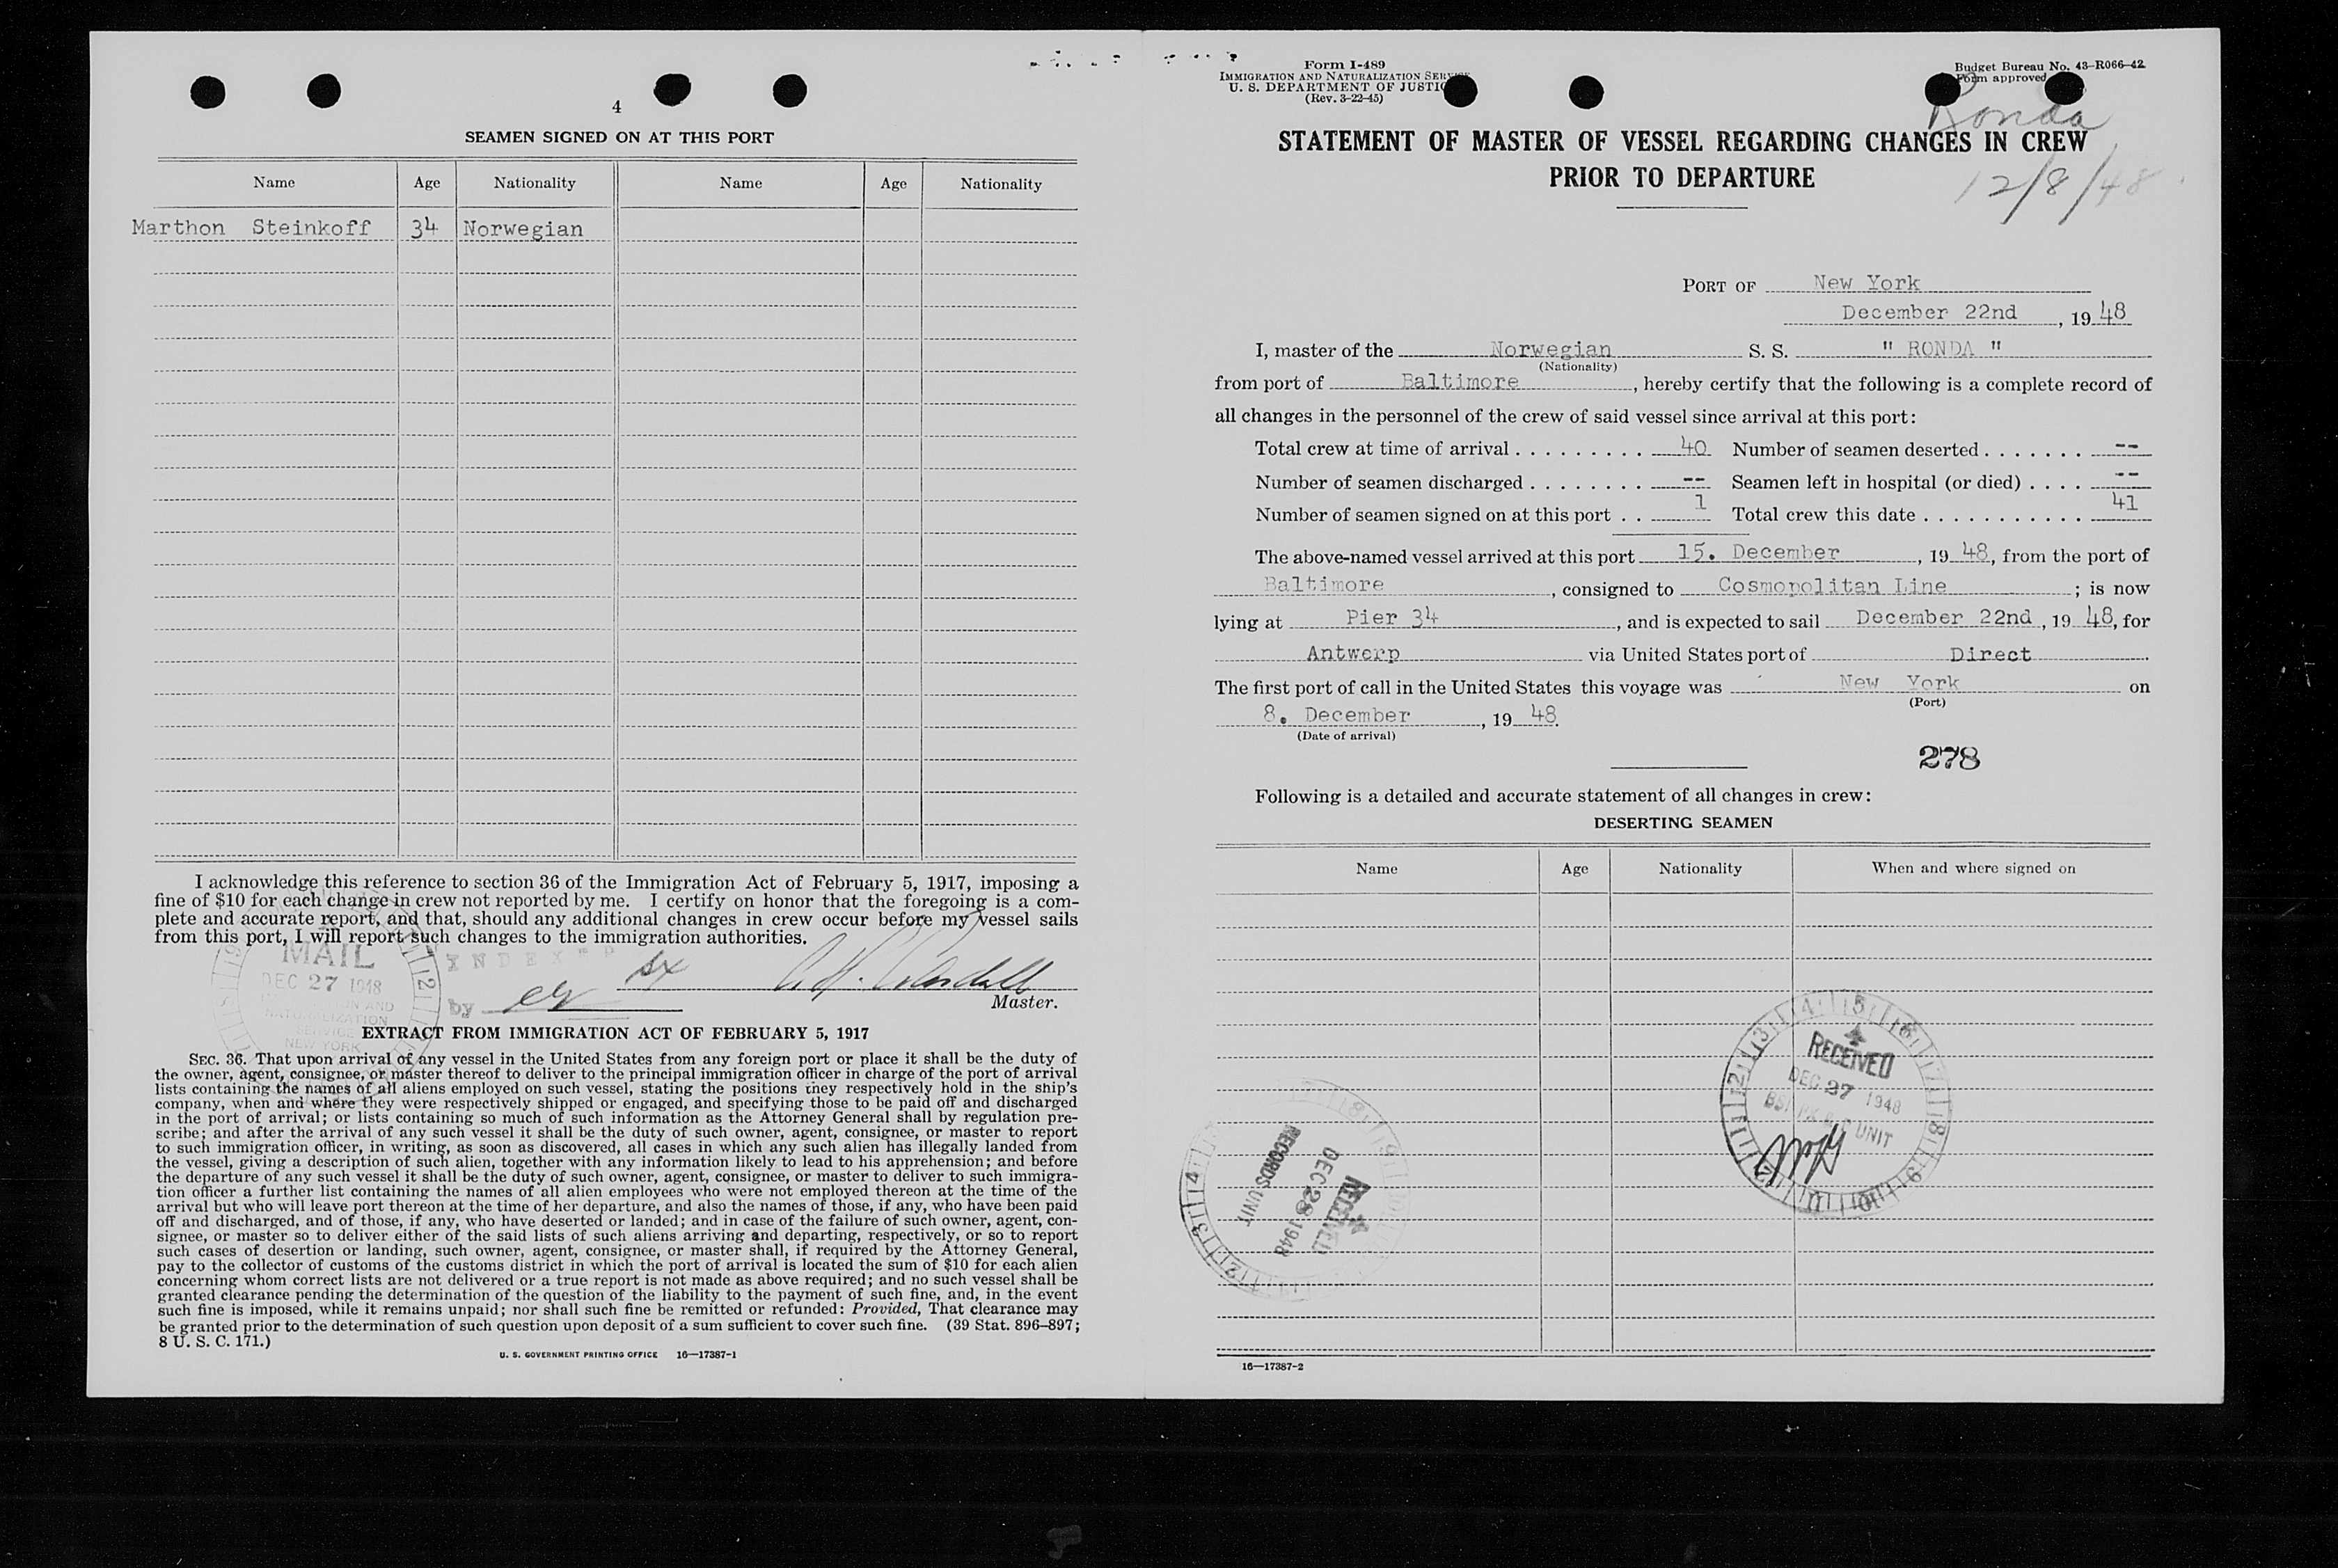 4
SEAMEN SIGNED ON AT THIS PORT
Name Age Nationality Name Age Nationality
Marthon Steinkoff 34 Norwegian
I acknowledge this reference to section 36 of the Immigration Act of February 5, 1917, imposing a
fine of $10 for each change in crew not reported by me. I certify on honor that the foregoing is a com-
plete and accurate report, and that, should any additional changes in crew occur before my vessel sails
from this port, I will report such changes to the immigration authorities.
MAIL
DEC 27 1948
NATURALIZATION
SERVICE
NEW YORK
INDEXED
by
Master.
EXTRACT FROM IMMIGRATION ACT OF FEBRUARY 5, 1917
SEC. 36. That upon arrival of any vessel in the United States from any foreign port or place it shall be the duty of
the owner, agent, consignee, or master thereof to deliver to the principal immigration officer in charge of the port of arrival
lists containing the names of all aliens employed on such vessel, stating the positions they respectively hold in the ship's
company, when and where they were respectively shipped or engaged, and specifying those to be paid off and discharged
in the port of arrival; or lists containing so much of such information as the Attorney General shall by regulation pre-
scribe; and after the arrival of any such vessel it shall be the duty of such owner, agent, consignee, or master to report
to such immigration officer, in writing, as soon as discovered, all cases in which any such alien has illegally landed from
the vessel, giving a description of such alien, together with any information likely to lead to his apprehension; and before
the departure of any such vessel it shall be the duty of such owner, agent, consignee, or master to deliver to such immigra-
tion officer a further list containing the names of all alien employees who were not employed thereon at the time of the
arrival but who will leave port thereon at the time of her departure, and also the names of those, if any, who have been paid
off and discharged, and of those, if any, who have deserted or landed; and in case of the failure of such owner, agent, con-
signee, or master so to deliver either of the said lists of such aliens arriving and departing, respectively, or so to report
such cases of desertion or landing, such owner, agent, consignee, or master shall, if required by the Attorney General,
pay to the collector of customs of the customs district in which the port of arrival is located the sum of $10 for each alien
concerning whom correct lists are not delivered or a true report is not made as above required; and no such vessel shall be
granted clearance pending the determination of the question of the liability to the payment of such fine, and, in the event
such fine is imposed, while it remains unpaid; nor shall such fine be remitted or refunded: Provided, That clearance may
be granted prior to the determination of such question upon deposit of a sum sufficient to cover such fine. (39 Stat. 896–897;
8 U. S. C. 171.)
U. S. GOVERNMENT PRINTING OFFICE 16—17387-1
Form I-489
IMMIGRATION AND NATURALIZATION SERVICE
U. S. DEPARTMENT OF JUSTICE
(Rev. 3-22-45)
Budget Bureau No. 43-R066-42
Form approved
Ronda
STATEMENT OF MASTER OF VESSEL REGARDING CHANGES IN CREW
PRIOR TO DEPARTURE
12/8/48
PORT OF New York
December 22nd, 19 48
I, master of the Norwegian S. S. " RONDA "
(Nationality)
from port of Baltimore, hereby certify that the following is a complete record of
all changes in the personnel of the crew of said vessel since arrival at this port:
Total crew at time of arrival . . . . . . . . . 40 Number of seamen deserted . . . . . . . --
Number of seamen discharged . . . . . . . . -- Seamen left in hospital (or died) . . . . --
Number of seamen signed on at this port . . 1 Total crew this date . . . . . . . . . . . 41
The above-named vessel arrived at this port 15. December, 19 48, from the port of
Baltimore, consigned to Cosmopolitan Line; is now
lying at Pier 34, and is expected to sail December 22nd, 19 48, for
Antwerp via United States port of Direct.
The first port of call in the United States this voyage was New York on
(Port)
8. December, 19 48.
(Date of arrival)
278
Following is a detailed and accurate statement of all changes in crew:
DESERTING SEAMEN
Name Age Nationality When and where signed on
RECEIVED
DEC 27 1948
UNIT
RECEIVED
DEC 28 1948
RECORDS UNIT
16—17387-2